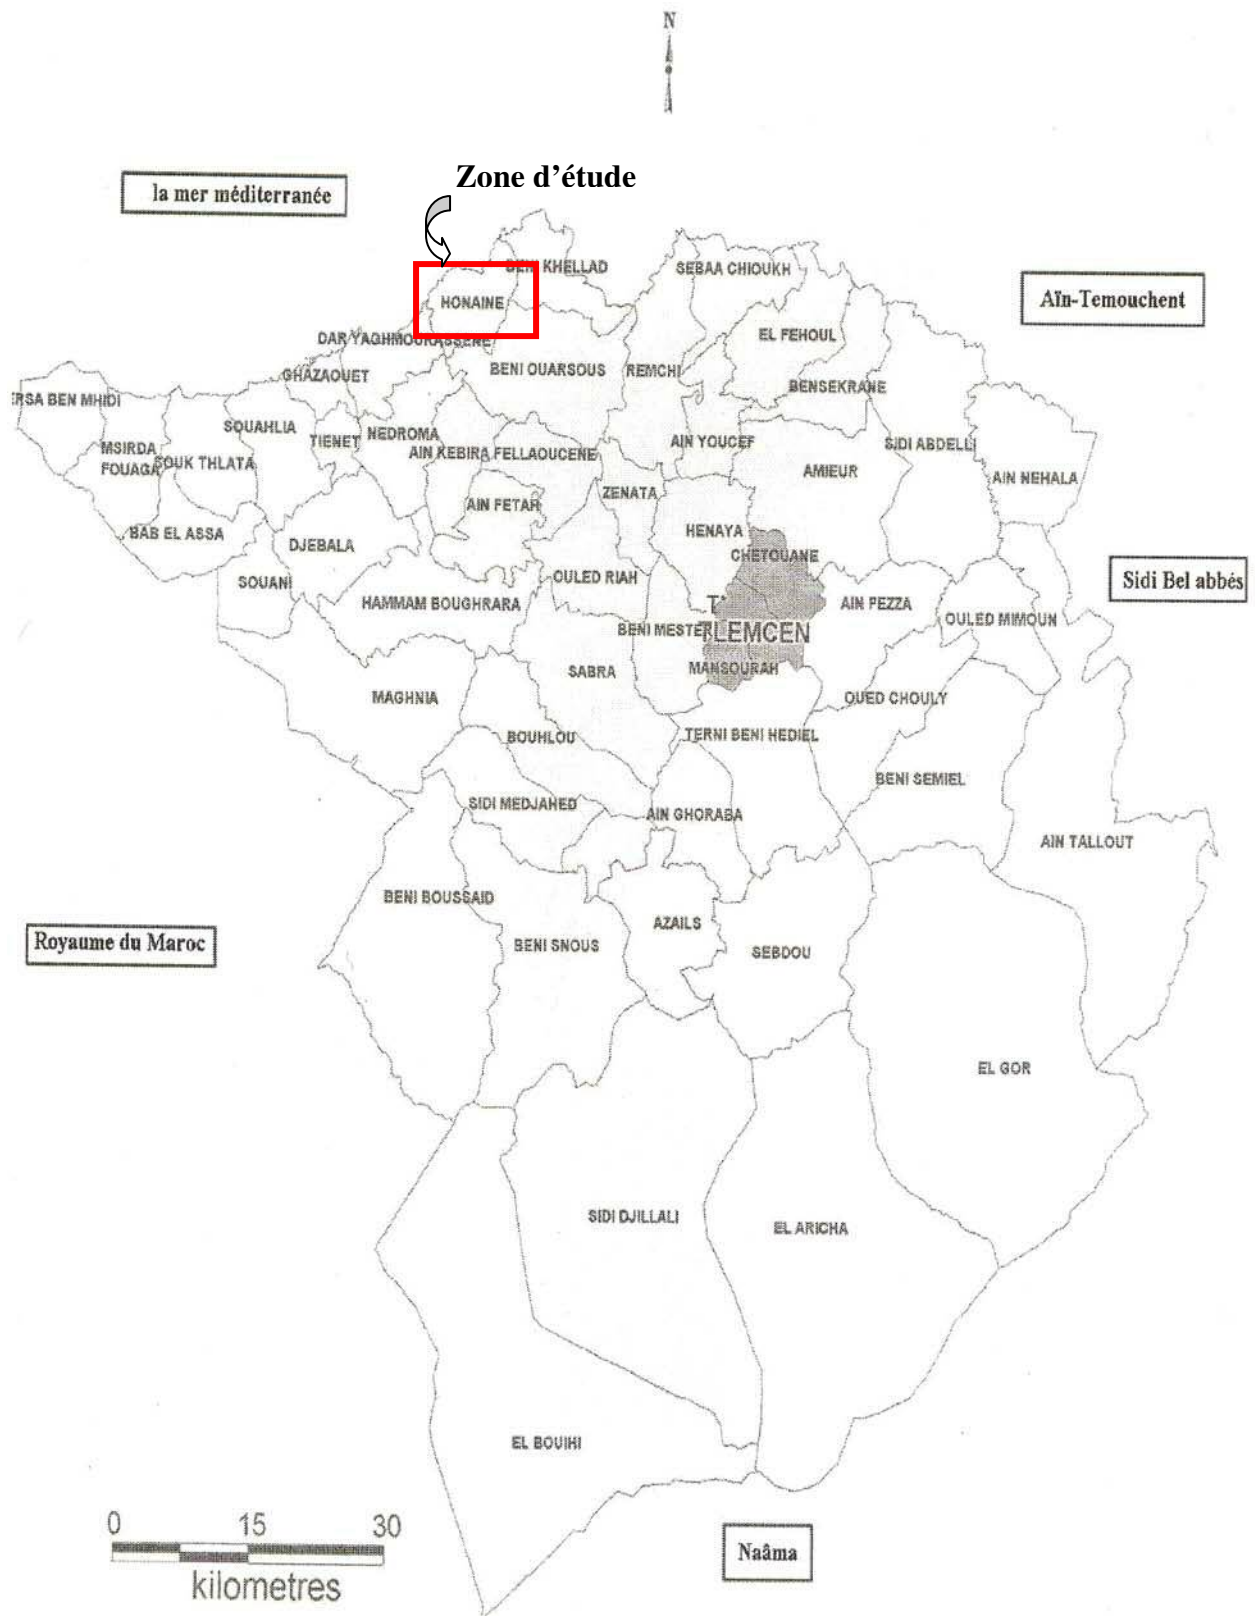 N
Zone d’étude
la mer méditerranée
BENI KHELLAD
SEBAA CHIOUKH
HONAINE
Aïn-Temouchent
DAR YAGHMOURASSENE
EL FEHOUL
GHAZAOUET
BENI OUARSOUS
REMCHI
BENSEKRANE
ERSA BEN MHIDI
SOUAHLIA
TIENET
NEDROMA
AIN YOUCEF
SIDI ABDELLI
MSIRDA
FOUAGA
SOUK THLATA
AIN KEBIRA
FELLAOUCENE
AMIEUR
AIN NEHALA
ZENATA
AIN FETAH
BAB EL ASSA
DJEBALA
HENAYA
CHETOUANE
SOUANI
OULED RIAH
Sidi Bel abbés
HAMMAM BOUGHRARA
AIN FEZZA
OULED MIMOUN
BENI MESTER
TLEMCEN
SABRA
MANSOURAH
MAGHNIA
OUED CHOULY
BOUHLOU
TERNI BENI HEDIEL
BENI SEMIEL
SIDI MEDJAHED
AIN GHORABA
AIN TALLOUT
BENI BOUSSAID
AZAILS
Royaume du Maroc
BENI SNOUS
SEBDOU
EL GOR
SIDI DJILLALI
EL ARICHA
EL BOUIHI
0 15 30
kilometres
Naâma